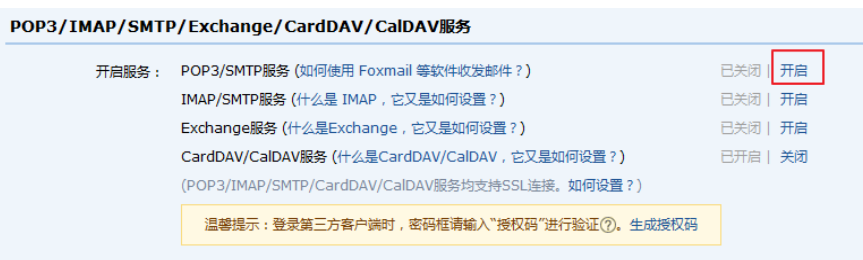 POP3/IMAP/SMTP/Exchange/CardDAV/CalDAV服务
开启服务： POP3/SMTP服务 (如何使用 Foxmail 等软件收发邮件？) 已关闭 | 开启
IMAP/SMTP服务 (什么是 IMAP，它又是如何设置？) 已关闭 | 开启
Exchange服务 (什么是Exchange，它又是如何设置？) 已关闭 | 开启
CardDAV/CalDAV服务 (什么是CardDAV/CalDAV，它又是如何设置？) 已开启 | 关闭
(POP3/IMAP/SMTP/CardDAV/CalDAV服务均支持SSL连接。如何设置？)
温馨提示：登录第三方客户端时，密码框请输入“授权码”进行验证?。生成授权码